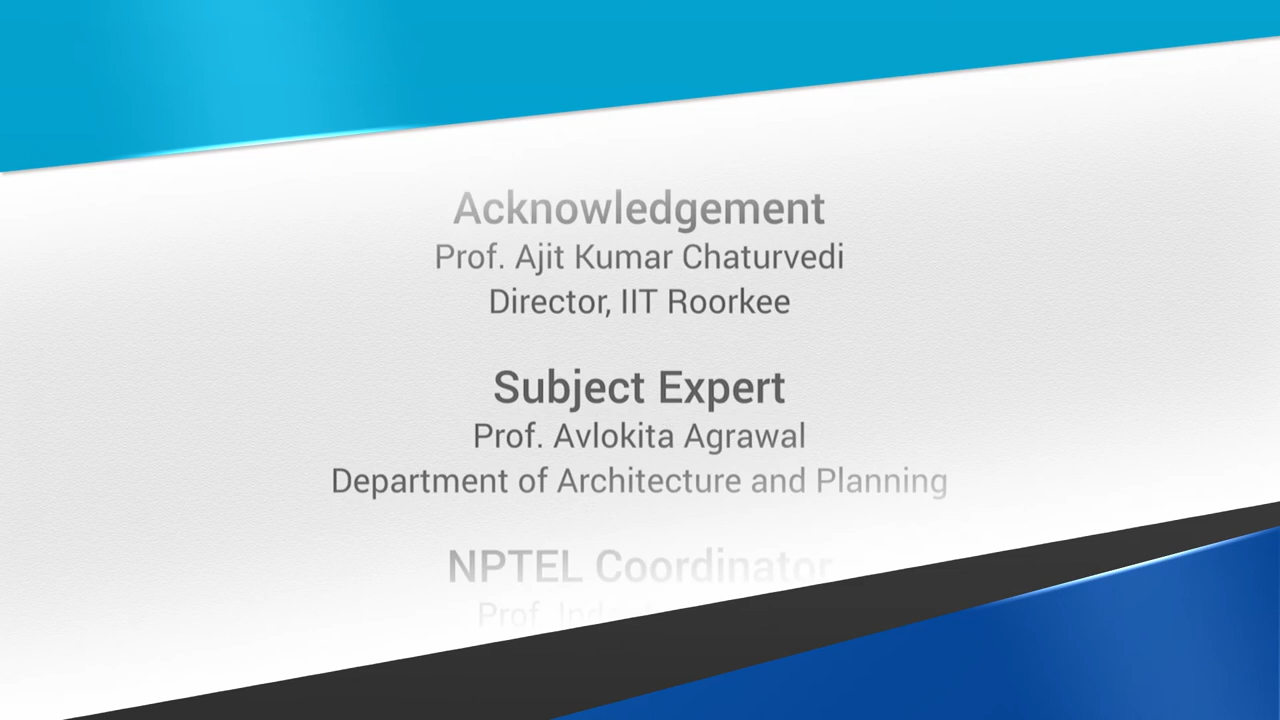 Acknowledgement
Prof. Ajit Kumar Chaturvedi
Director, IIT Roorkee
Subject Expert
Prof. Avlokita Agrawal
Department of Architecture and Planning
NPTEL Coordinator
Prof.